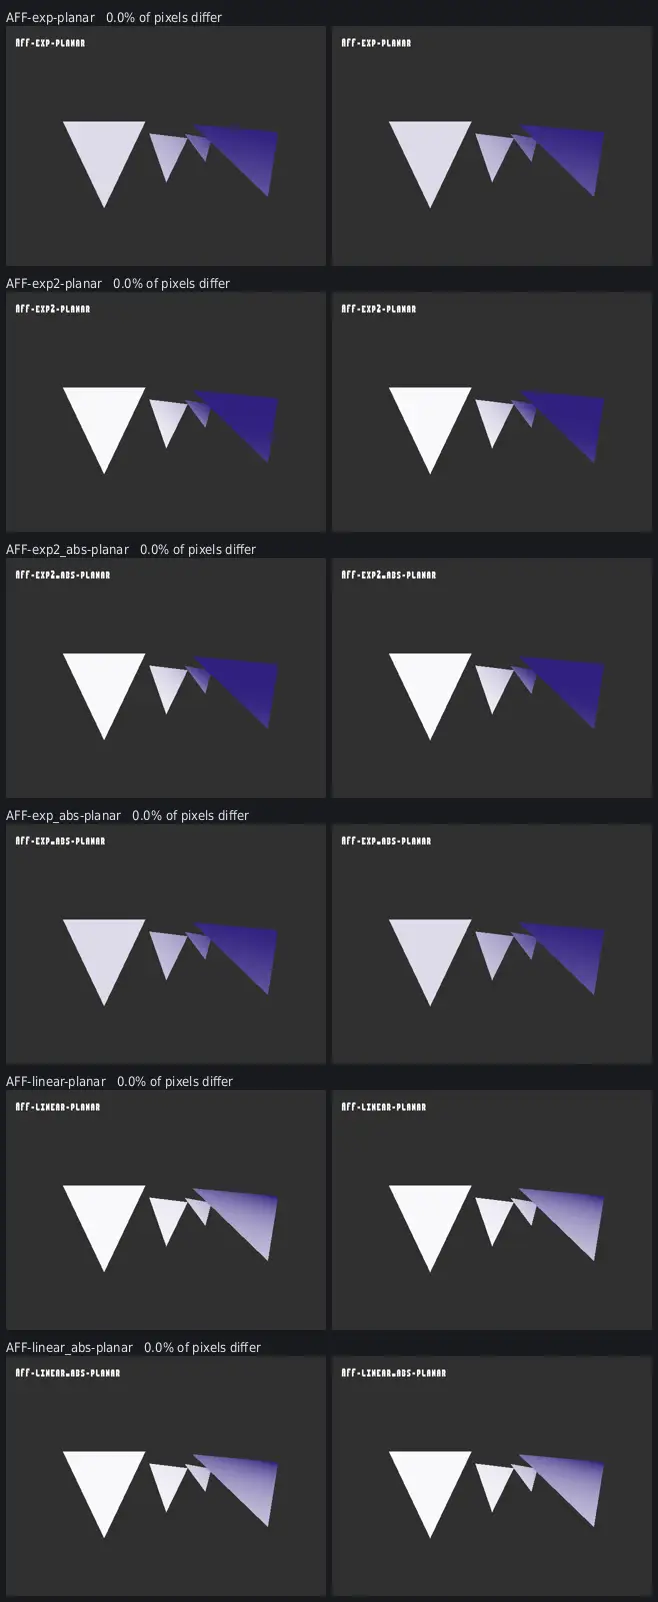 AFF-exp-planar 0.0% of pixels differ
AFF-EXP-PLANAR AFF-EXP-PLANAR
AFF-exp2-planar 0.0% of pixels differ
AFF-EXP2-PLANAR AFF-EXP2-PLANAR
AFF-exp2_abs-planar 0.0% of pixels differ
AFF-EXP2_ABS-PLANAR AFF-EXP2_ABS-PLANAR
AFF-exp_abs-planar 0.0% of pixels differ
AFF-EXP_ABS-PLANAR AFF-EXP_ABS-PLANAR
AFF-linear-planar 0.0% of pixels differ
AFF-LINEAR-PLANAR AFF-LINEAR-PLANAR
AFF-linear_abs-planar 0.0% of pixels differ
AFF-LINEAR_ABS-PLANAR AFF-LINEAR_ABS-PLANAR